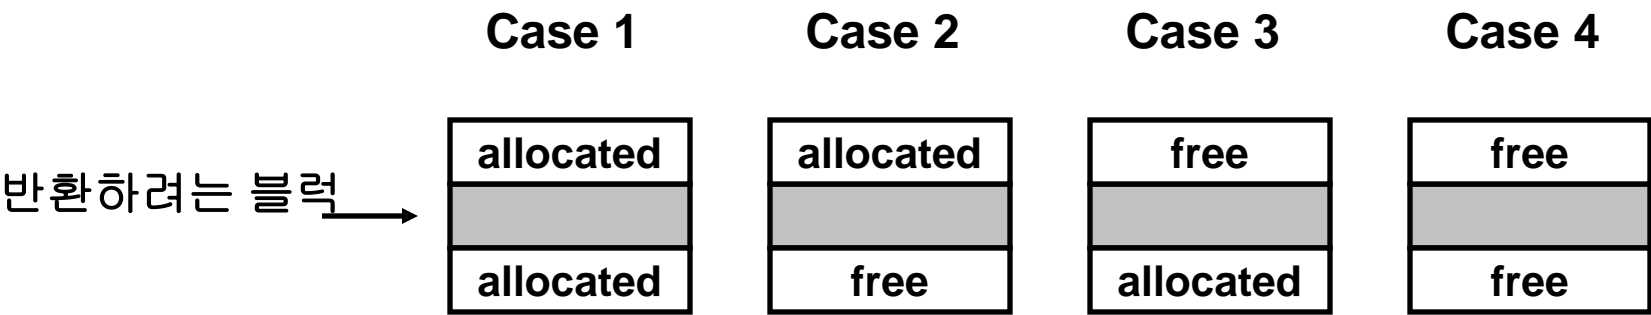 Case 1 Case 2 Case 3 Case 4
allocated allocated free free
반환하려는 블럭
allocated free allocated free